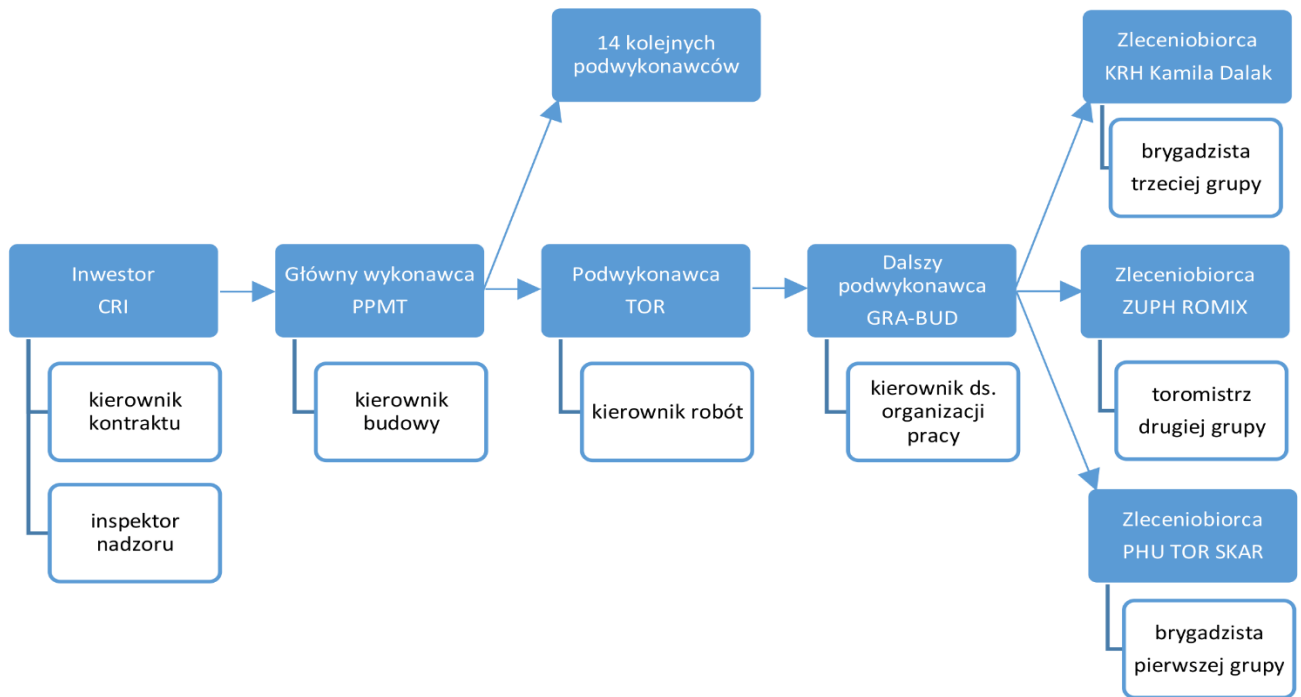 14 kolejnych
podwykonawców
Zleceniobiorca
KRH Kamila Dalak
brygadzista
trzeciej grupy
Inwestor
CRI
kierownik
kontraktu
inspektor
nadzoru
Główny wykonawca
PPMT
kierownik
budowy
Podwykonawca
TOR
kierownik robót
Dalszy
podwykonawca
GRA-BUD
kierownik ds.
organizacji
pracy
Zleceniobiorca
ZUPH ROMIX
toromistrz
drugiej grupy
Zleceniobiorca
PHU TOR SKAR
brygadzista
pierwszej grupy